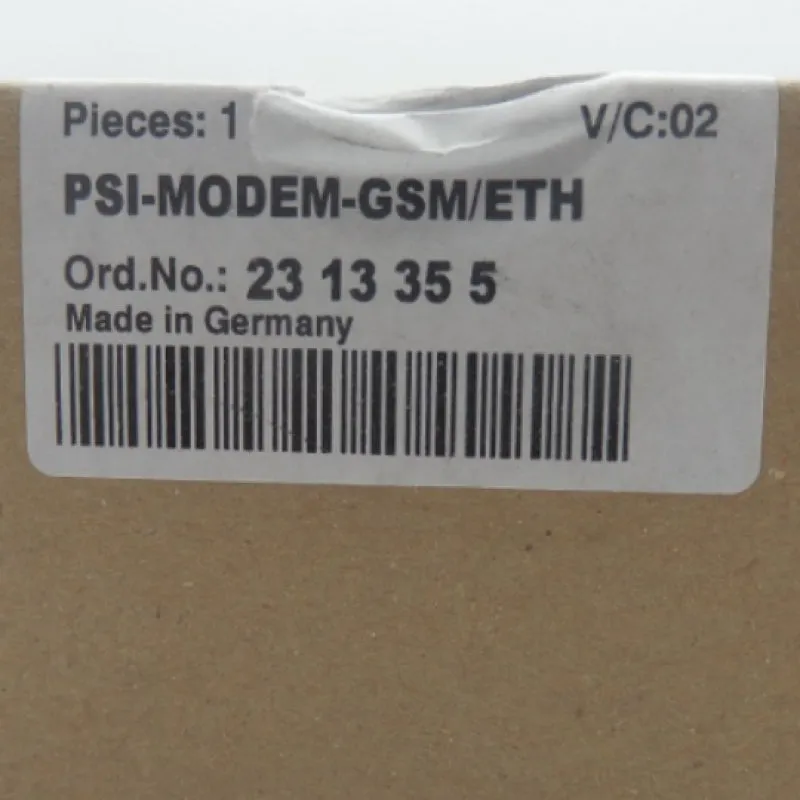 Pieces: 1 V/C:02
PSI-MODEM-GSM/ETH
Ord.No.: 23 13 35 5
Made in Germany